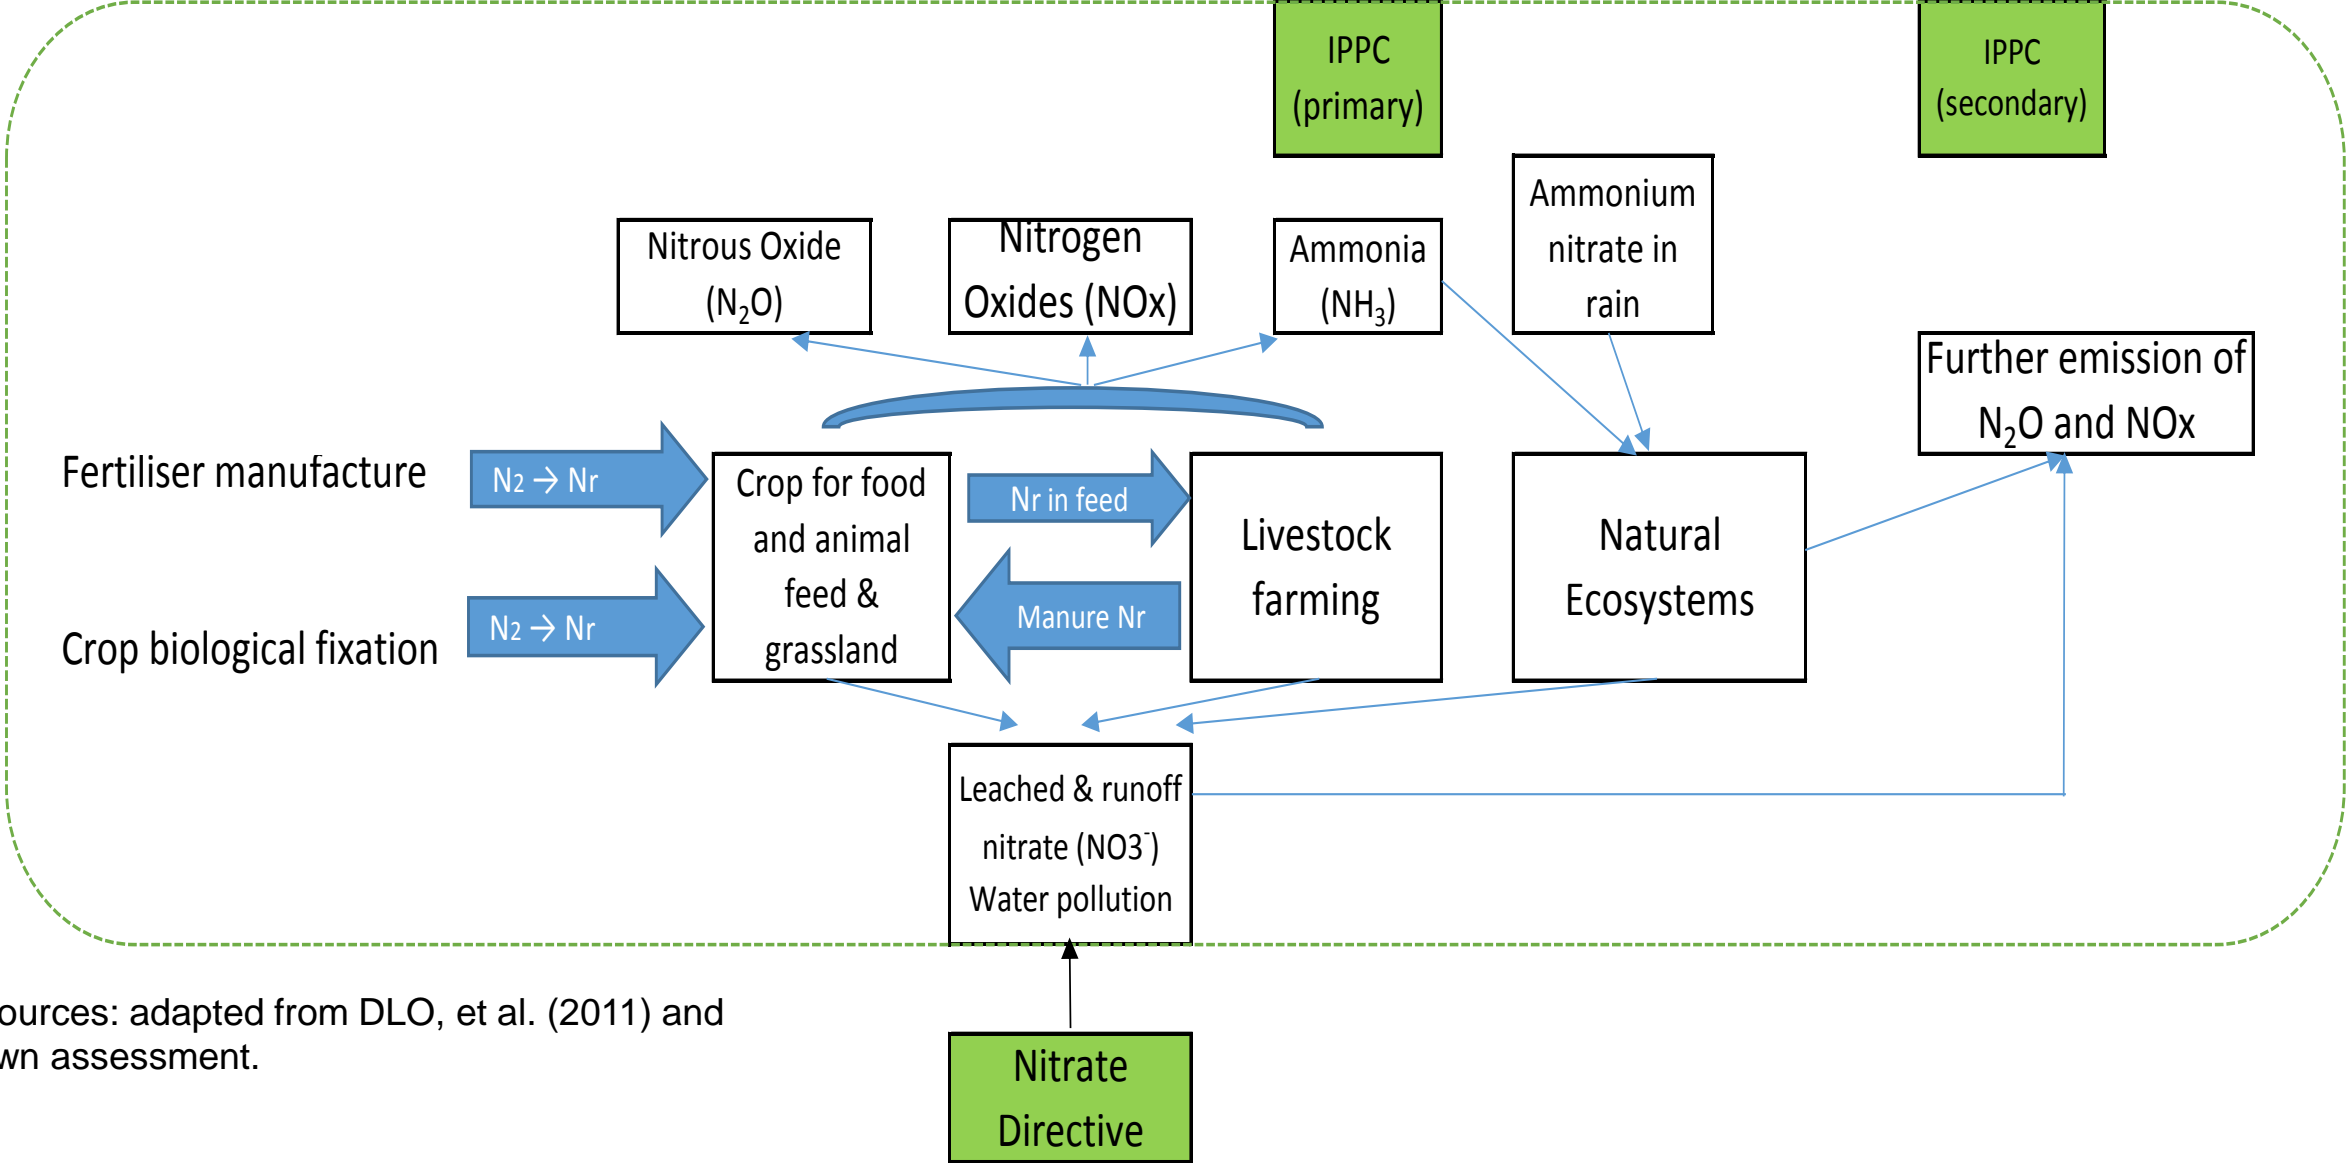 IPPC
(primary)
IPPC
(secondary)
Ammonium
nitrate in
rain
Nitrous Oxide
(N₂O)
Nitrogen
Oxides (NOx)
Ammonia
(NH₃)
Further emission of
N₂O and NOx
Fertiliser manufacture
N2 → Nr
Crop biological fixation
N2 → Nr
Crop for food
and animal
feed &
grassland
Nr in feed
Manure Nr
Livestock
farming
Natural
Ecosystems
Leached & runoff
nitrate (NO3⁻)
Water pollution
ources: adapted from DLO, et al. (2011) and
wn assessment.
Nitrate
Directive